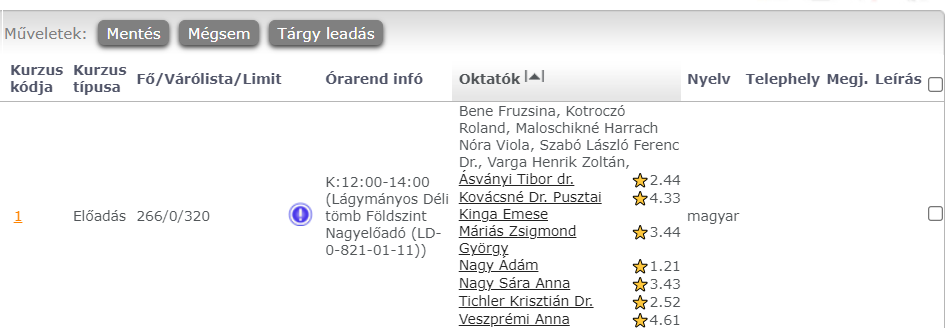 Műveletek: Mentés Mégsem Tárgy leadás
Kurzus kódja Kurzus típusa Fő/Várólista/Limit Órarend infó Oktatók Nyelv Telephely Megj. Leírás
1 Előadás 266/0/320
K:12:00-14:00
(Lágymányos Déli
tömb Földszint
Nagyelőadó (LD-
0-821-01-11))
Bene Fruzsina, Kotroczó
Roland, Maloschikné Harrach
Nóra Viola, Szabó László Ferenc
Dr., Varga Henrik Zoltán,
Ásványi Tibor dr. 2.44
Kovácsné Dr. Pusztai 4.33
Kinga Emese
Máriás Zsigmond 3.44
György
Nagy Ádám 1.21
Nagy Sára Anna 3.43
Tichler Krisztián Dr. 2.52
Veszprémi Anna 4.61
magyar